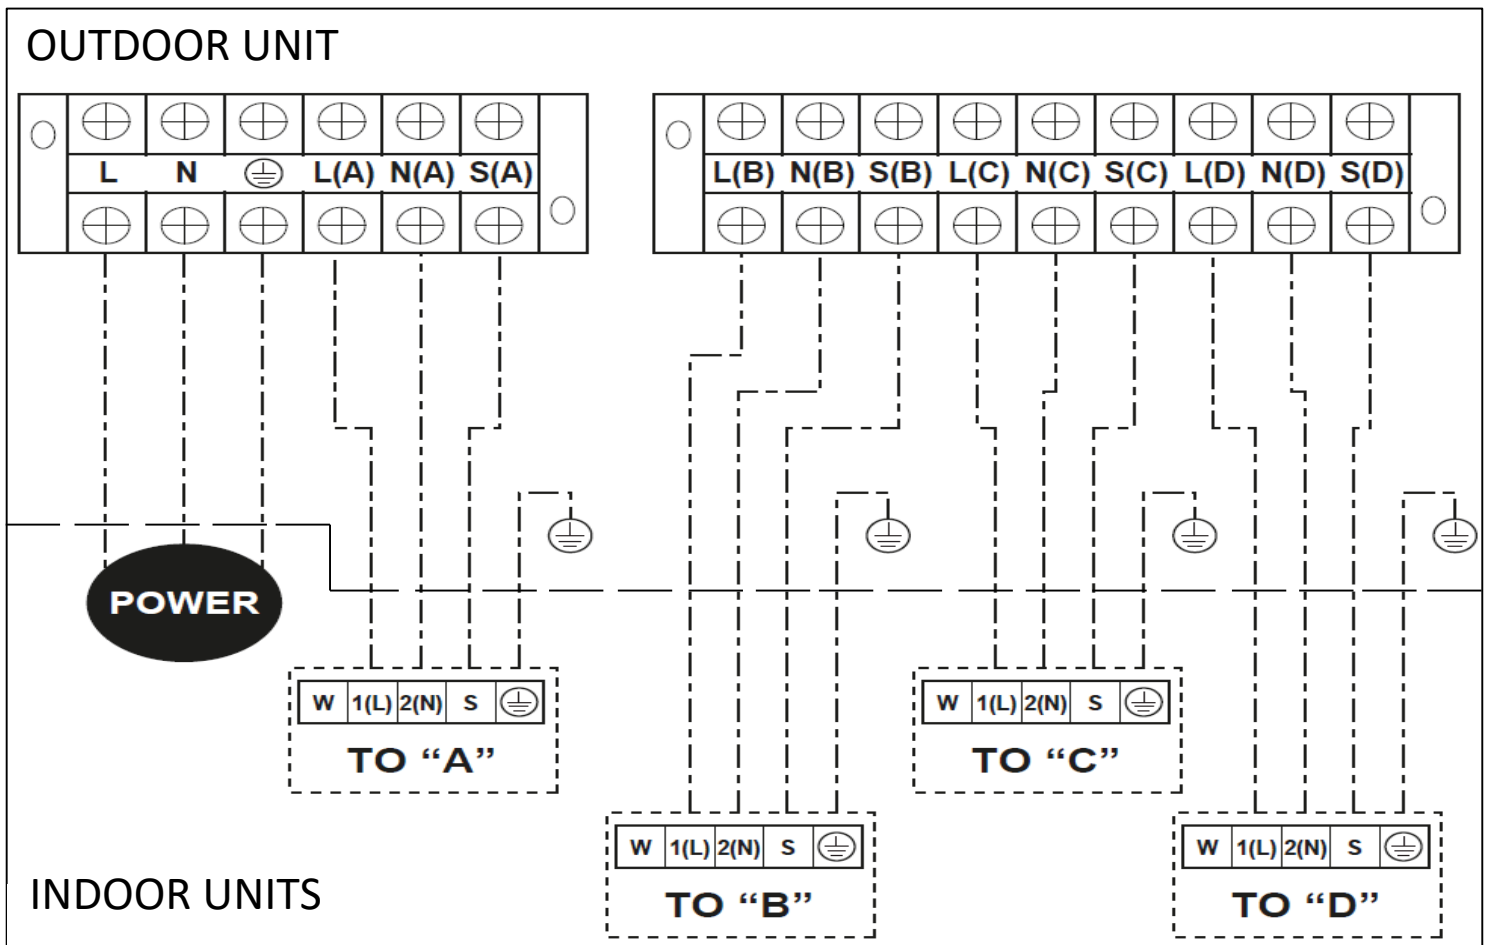 OUTDOOR UNIT
L N L(A) N(A) S(A)
L(B) N(B) S(B) L(C) N(C) S(C) L(D) N(D) S(D)
POWER
W 1(L) 2(N) S
TO “A”
W 1(L) 2(N) S
TO “C”
W 1(L) 2(N) S
TO “B”
W 1(L) 2(N) S
TO “D”
INDOOR UNITS